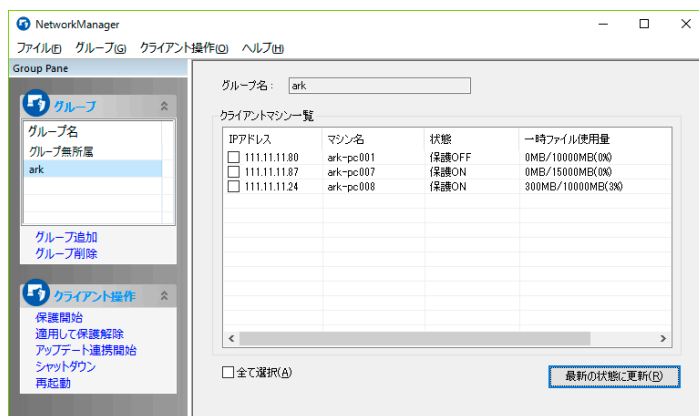 NetworkManager
ファイル(F) グループ(G) クライアント操作(O) ヘルプ(H)
Group Pane
グループ
グループ名
グループ無所属
ark
グループ追加
グループ削除
クライアント操作
保護開始
適用して保護解除
アップデート連携開始
シャットダウン
再起動
グループ名： ark
クライアントマシン一覧
IPアドレス マシン名 状態 一時ファイル使用量
111.11.11.80 ark-pc001 保護OFF 0MB/10000MB(0%)
111.11.11.87 ark-pc007 保護ON 0MB/15000MB(0%)
111.11.11.24 ark-pc008 保護ON 300MB/10000MB(3%)
全て選択(A)
最新の状態に更新(R)